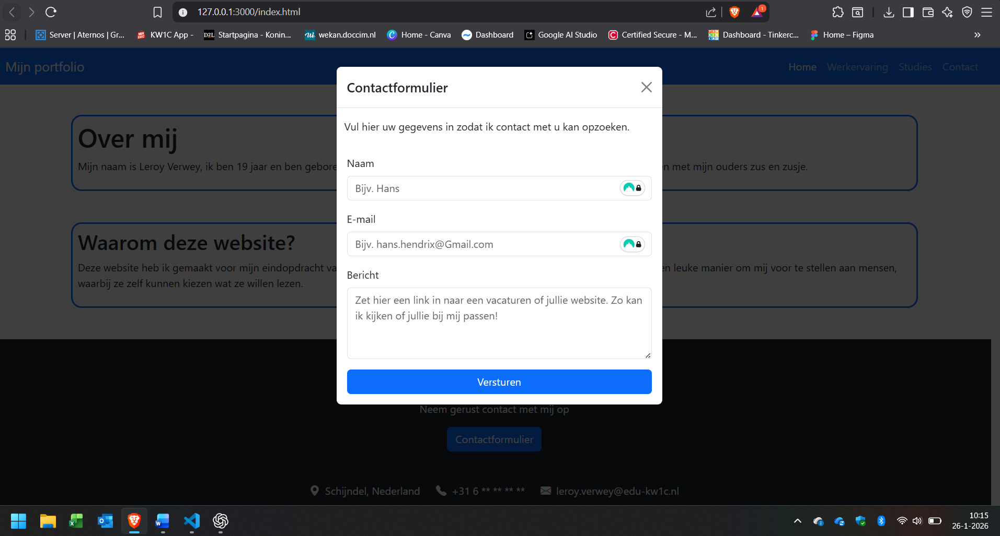 127.0.0.1:3000/index.html
1
Server | Aternos | Gr...
KW1C App -
D2L
Startpagina - Konin...
wekan.doccim.nl
Home - Canva
Dashboard
Google AI Studio
Certified Secure - M...
Dashboard - Tinkerc...
Home – Figma
»
Mijn portfolio
Home
Werkervaring
Studies
Contact
Contactformulier
Vul hier uw gegevens in zodat ik contact met u kan opzoeken.
Naam
Bijv. Hans
E-mail
Bijv. hans.hendrix@Gmail.com
Bericht
Zet hier een link in naar een vacaturen of jullie website. Zo kan
ik kijken of jullie bij mij passen!
Versturen
Over mij
Mijn naam is Leroy Verwey, ik ben 19 jaar en ben gebore
n met mijn ouders zus en zusje.
Waarom deze website?
Deze website heb ik gemaakt voor mijn eindopdracht va
en leuke manier om mij voor te stellen aan mensen,
waarbij ze zelf kunnen kiezen wat ze willen lezen.
Neem gerust contact met mij op
Contactformulier
Schijndel, Nederland
+31 6 ** ** ** **
leroy.verwey@edu-kw1c.nl
10:15
26-1-2026